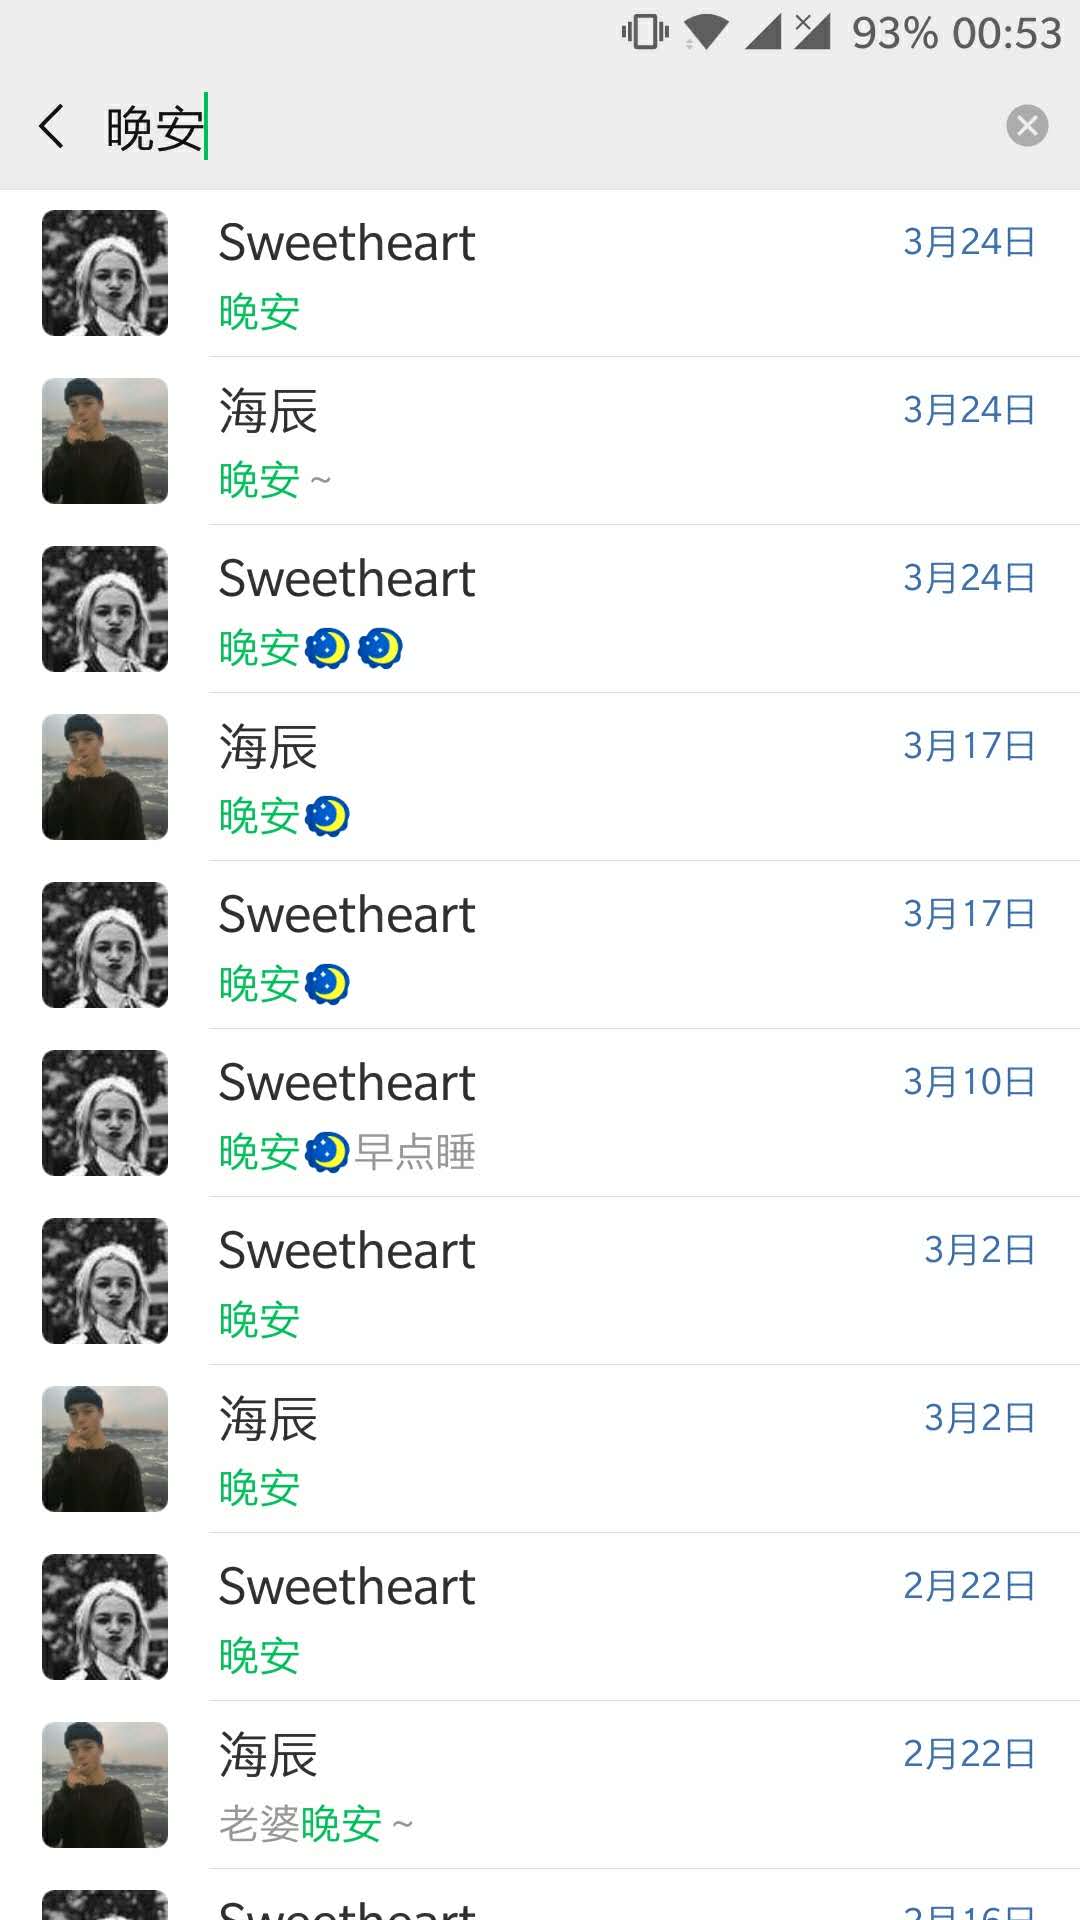 93% 00:53
晚安
Sweetheart 3月24日
晚安
海辰 3月24日
晚安 ~
Sweetheart 3月24日
晚安🌙🌙
海辰 3月17日
晚安🌙
Sweetheart 3月17日
晚安🌙
Sweetheart 3月10日
晚安🌙早点睡
Sweetheart 3月2日
晚安
海辰 3月2日
晚安
Sweetheart 2月22日
晚安
海辰 2月22日
老婆晚安 ~
Sweetheart 2月16日